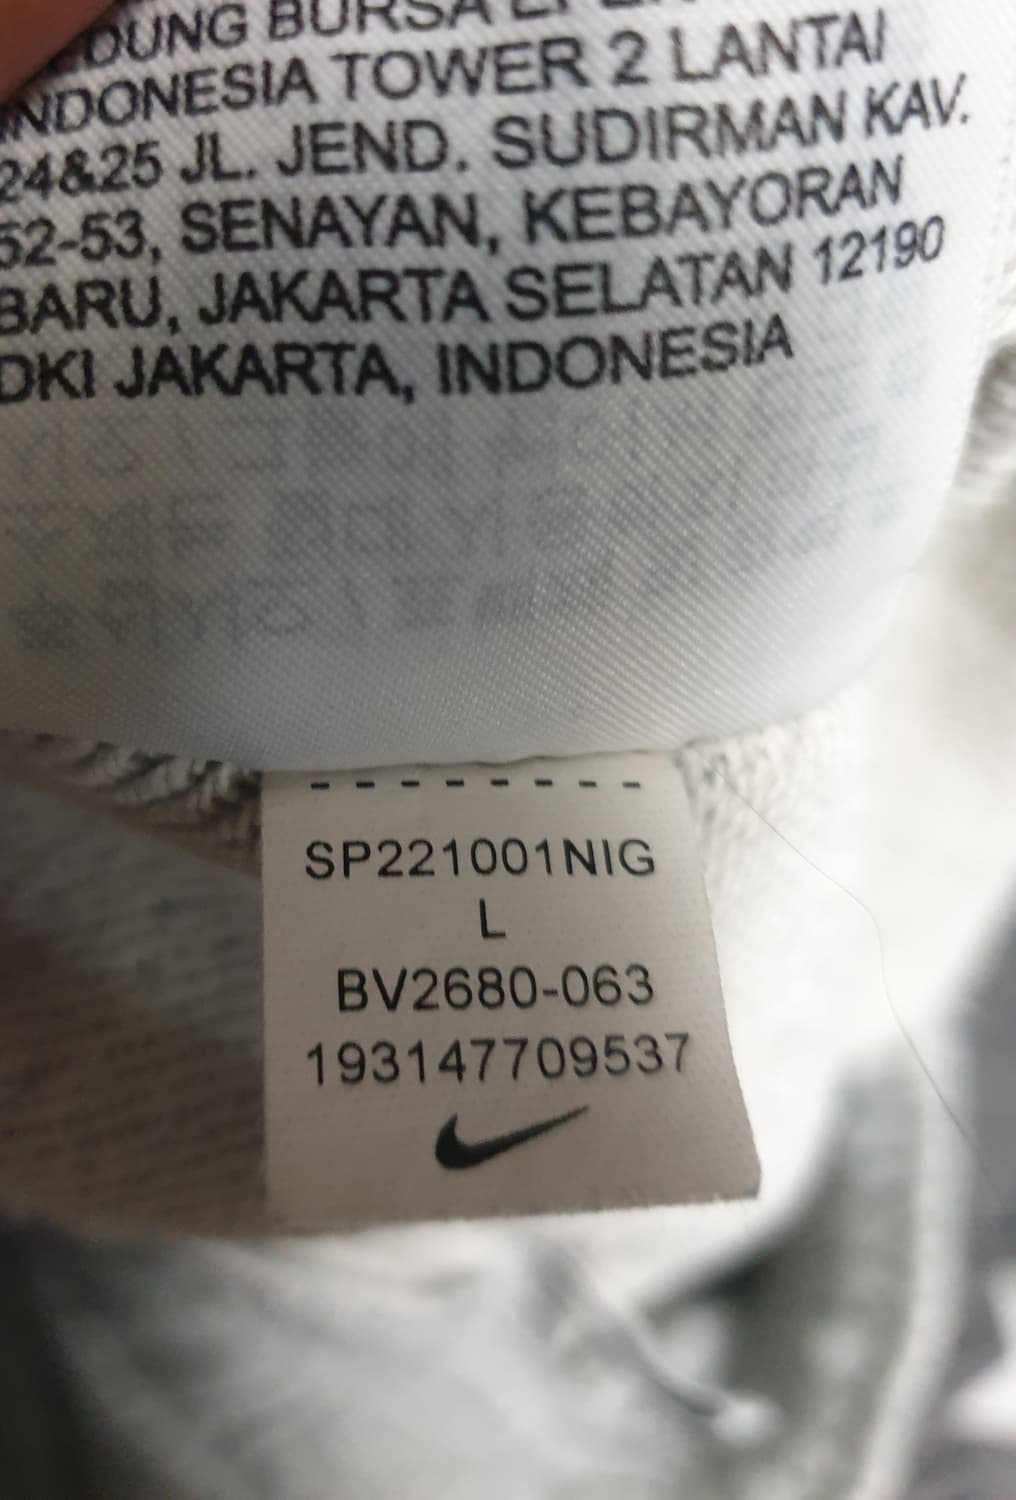 BURSA
INDONESIA TOWER 2 LANTAI
24&25 JL. JEND. SUDIRMAN KAV.
52-53, SENAYAN, KEBAYORAN
BARU, JAKARTA SELATAN 12190
DKI JAKARTA, INDONESIA
SP221001NIG
L
BV2680-063
193147709537